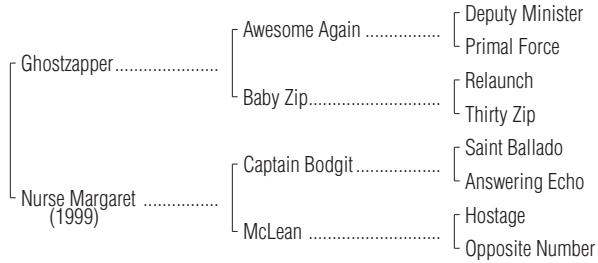 Deputy Minister
Awesome Again ..................
Primal Force
Ghostzapper.....................
Relaunch
Baby Zip...........................
Thirty Zip
Saint Ballado
Captain Bodgit.................
Answering Echo
Nurse Margaret ...............
(1999)
Hostage
McLean ...........................
Opposite Number